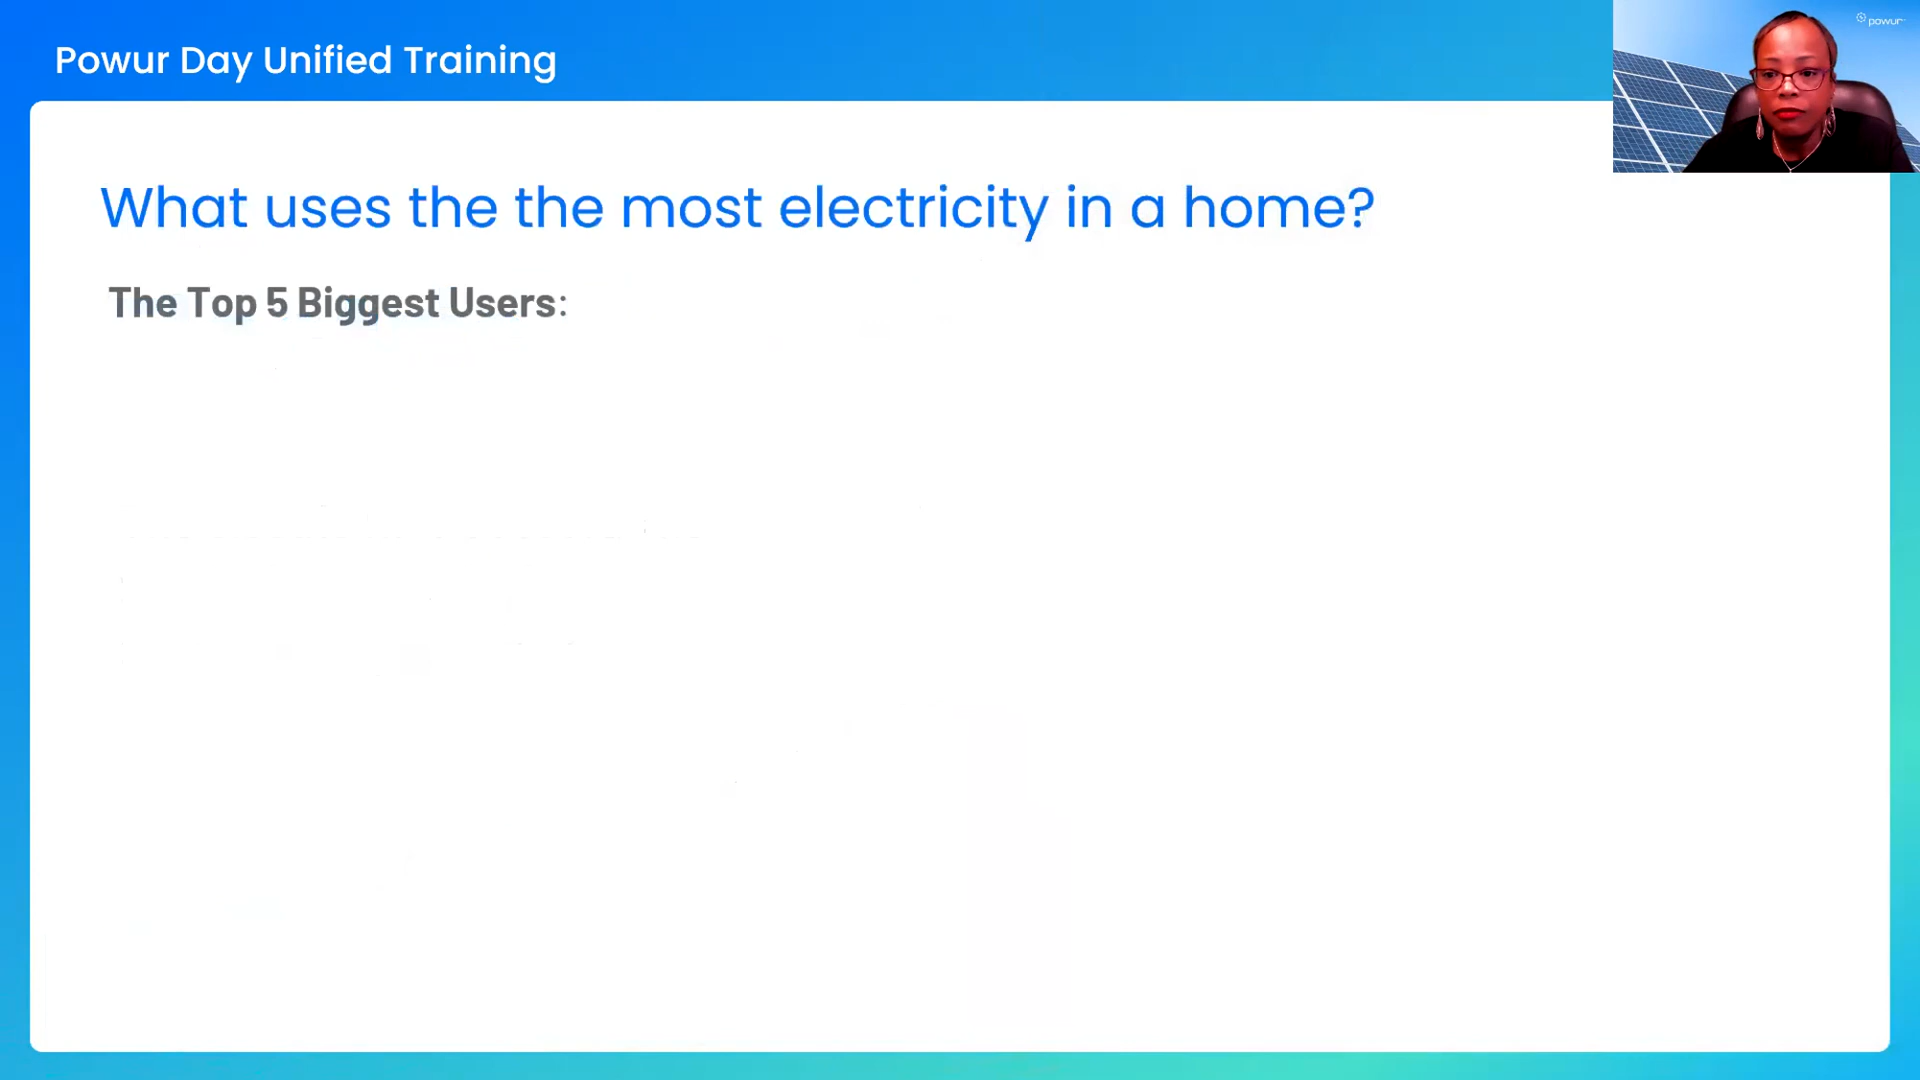 Powur Day Unified Training
powur
What uses the the most electricity in a home?
The Top 5 Biggest Users: